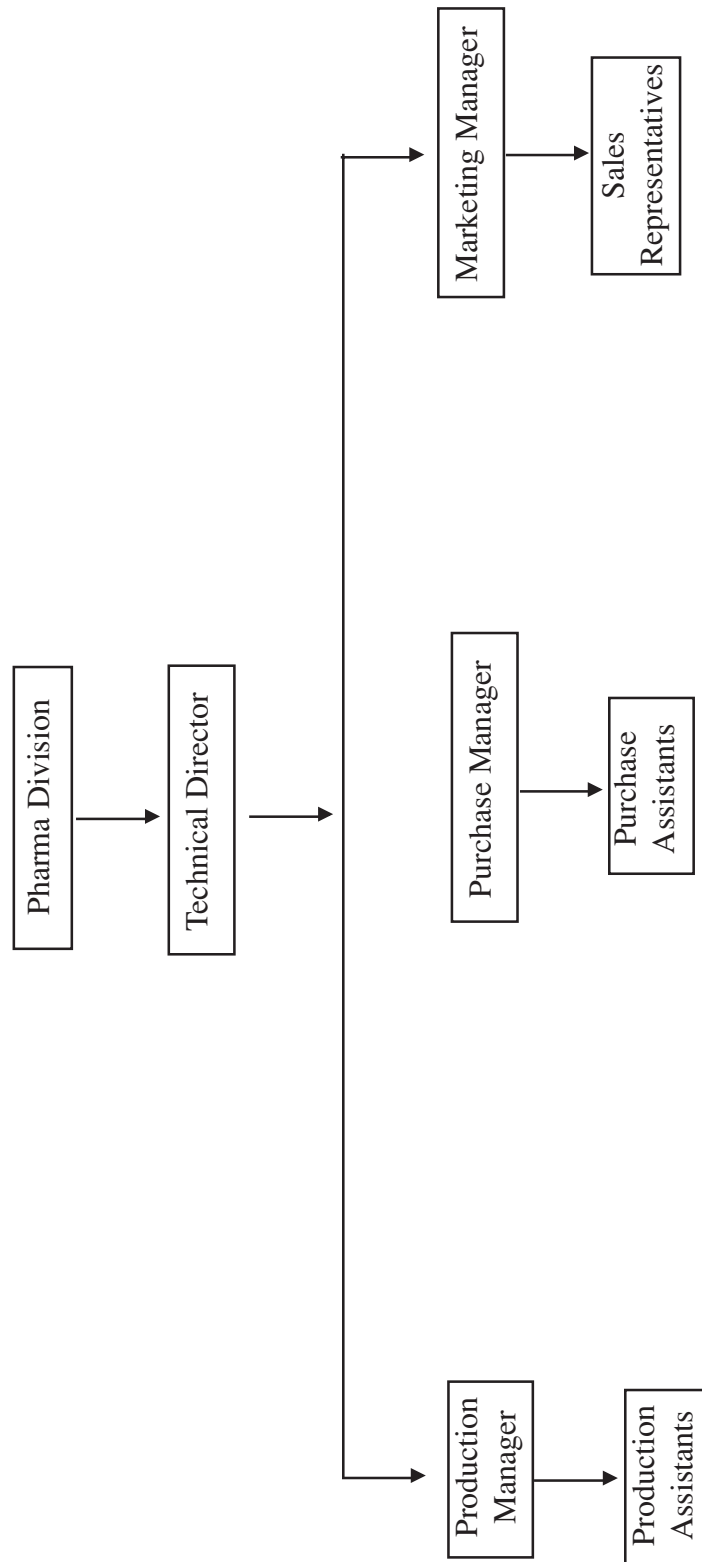 Pharma Division
Technical Director
Production
Manager
Purchase Manager
Marketing Manager
Production
Assistants
Purchase
Assistants
Sales
Representatives